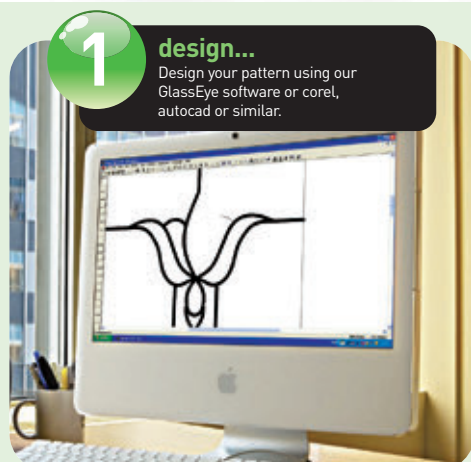 1
design...
Design your pattern using our
GlassEye software or corel,
autocad or similar.